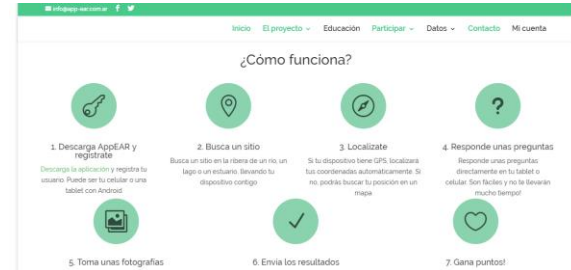 info@app-ear.com.ar
Inicio El proyecto Educación Participar Datos Contacto Mi cuenta
¿Cómo funciona?
1. Descarga AppEAR y
registrate
Descarga la aplicación y registra tu
usuario. Puede ser tu celular o una
tablet con Android.
2. Busca un sitio
Busca un sitio en la ribera de un río, un
lago o un estuario, llevando tu
dispositivo contigo
3. Localizate
Si tu dispositivo tiene GPS, localizará
tus coordenadas automáticamente. Si
no, podrás buscar tu posición en un
mapa
4. Responde unas preguntas
Responde unas preguntas
directamente en tu tablet o
celular. Son fáciles y no te llevarán
mucho tiempo!
5. Toma unas fotografías
6. Envia los resultados
7. Gana puntos!